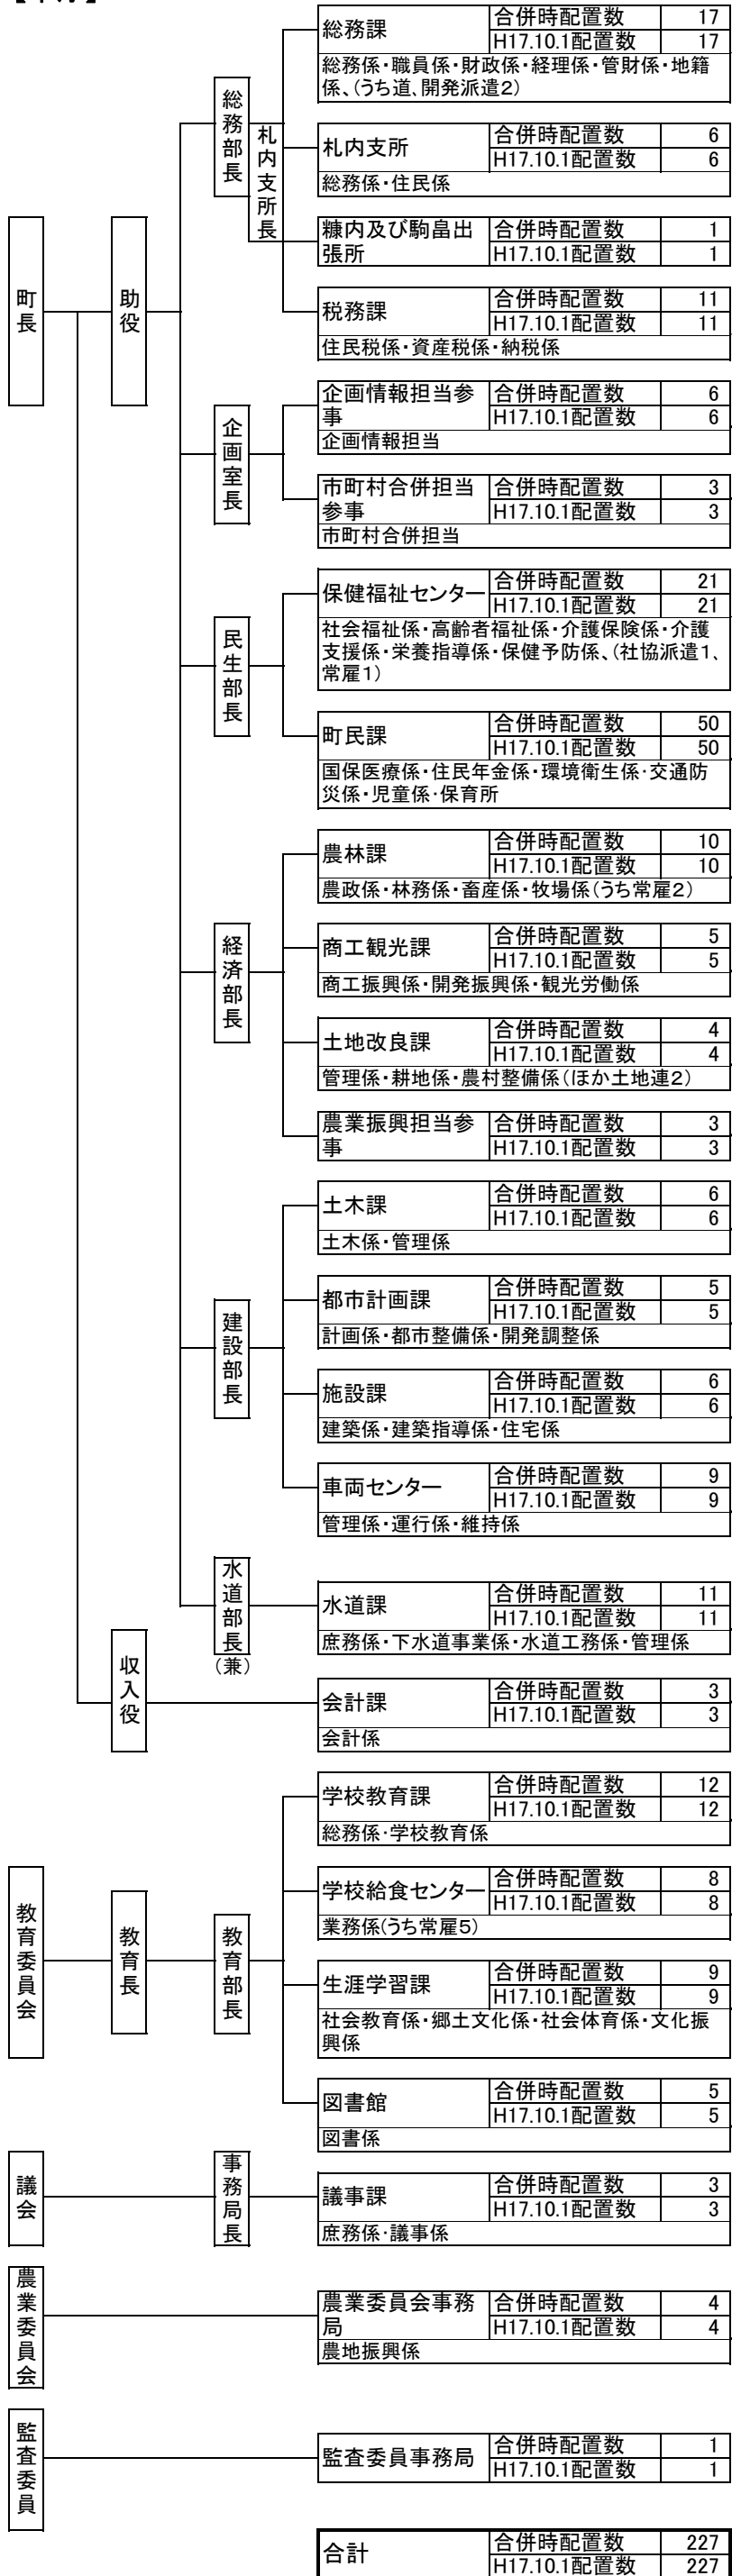 総務課 合併時配置数 17
H17.10.1配置数 17
総務係・職員係・財政係・経理係・管財係・地籍
係、(うち道、開発派遣2)
総務部長
札内支所長
札内支所 合併時配置数 6
H17.10.1配置数 6
総務係・住民係
糠内及び駒畠出
張所
合併時配置数 1
H17.10.1配置数 1
町長
助役
税務課 合併時配置数 11
H17.10.1配置数 11
住民税係・資産税係・納税係
企画室長
企画情報担当参
事
合併時配置数 6
H17.10.1配置数 6
企画情報担当
市町村合併担当
参事
合併時配置数 3
H17.10.1配置数 3
市町村合併担当
民生部長
保健福祉センター 合併時配置数 21
H17.10.1配置数 21
社会福祉係・高齢者福祉係・介護保険係・介護
支援係・栄養指導係・保健予防係、(社協派遣1、
常雇1)
町民課 合併時配置数 50
H17.10.1配置数 50
国保医療係・住民年金係・環境衛生係・交通防
災係・児童係・保育所
経済部長
農林課 合併時配置数 10
H17.10.1配置数 10
農政係・林務係・畜産係・牧場係(うち常雇2)
商工観光課 合併時配置数 5
H17.10.1配置数 5
商工振興係・開発振興係・観光労働係
土地改良課 合併時配置数 4
H17.10.1配置数 4
管理係・耕地係・農村整備係(ほか土地連2)
農業振興担当参
事
合併時配置数 3
H17.10.1配置数 3
建設部長
土木課 合併時配置数 6
H17.10.1配置数 6
土木係・管理係
都市計画課 合併時配置数 5
H17.10.1配置数 5
計画係・都市整備係・開発調整係
施設課 合併時配置数 6
H17.10.1配置数 6
建築係・建築指導係・住宅係
車両センター 合併時配置数 9
H17.10.1配置数 9
管理係・運行係・維持係
水道部長
(兼)
水道課 合併時配置数 11
H17.10.1配置数 11
庶務係・下水道事業係・水道工務係・管理係
収入役
会計課 合併時配置数 3
H17.10.1配置数 3
会計係
教育委員会
教育長
教育部長
学校教育課 合併時配置数 12
H17.10.1配置数 12
総務係・学校教育係
学校給食センター 合併時配置数 8
H17.10.1配置数 8
業務係(うち常雇5)
生涯学習課 合併時配置数 9
H17.10.1配置数 9
社会教育係・郷土文化係・社会体育係・文化振
興係
図書館 合併時配置数 5
H17.10.1配置数 5
図書係
議会
事務局長
議事課 合併時配置数 3
H17.10.1配置数 3
庶務係・議事係
農業委員会
農業委員会事務
局
合併時配置数 4
H17.10.1配置数 4
農地振興係
監査委員
監査委員事務局 合併時配置数 1
H17.10.1配置数 1
合計 合併時配置数 227
H17.10.1配置数 227